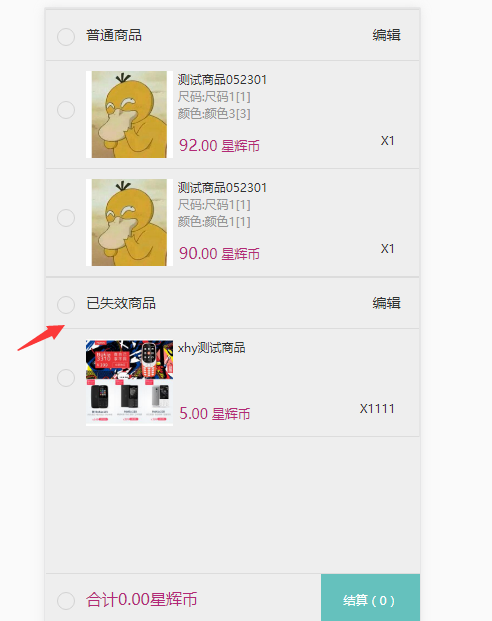 普通商品 编辑
测试商品052301
尺码:尺码1[1]
颜色:颜色3[3]
92.00 星辉币 X1
测试商品052301
尺码:尺码1[1]
颜色:颜色1[1]
90.00 星辉币 X1
已失效商品 编辑
xhy测试商品
5.00 星辉币 X1111
合计0.00星辉币 结算 ( 0 )